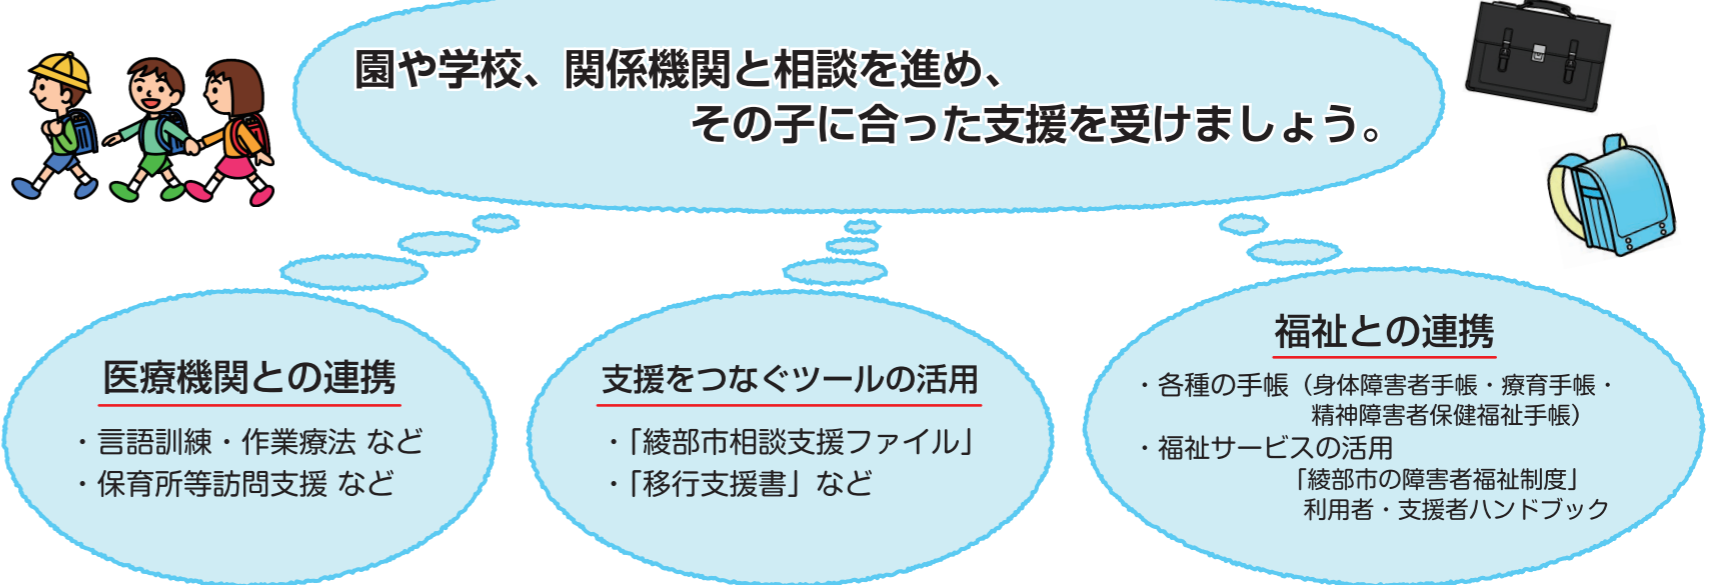 園や学校、関係機関と相談を進め、
その子に合った支援を受けましょう。
医療機関との連携
・言語訓練・作業療法 など
・保育所等訪問支援 など
支援をつなぐツールの活用
・「綾部市相談支援ファイル」
・「移行支援書」など
福祉との連携
・各種の手帳（身体障害者手帳・療育手帳・
精神障害者保健福祉手帳）
・福祉サービスの活用
「綾部市の障害者福祉制度」
利用者・支援者ハンドブック